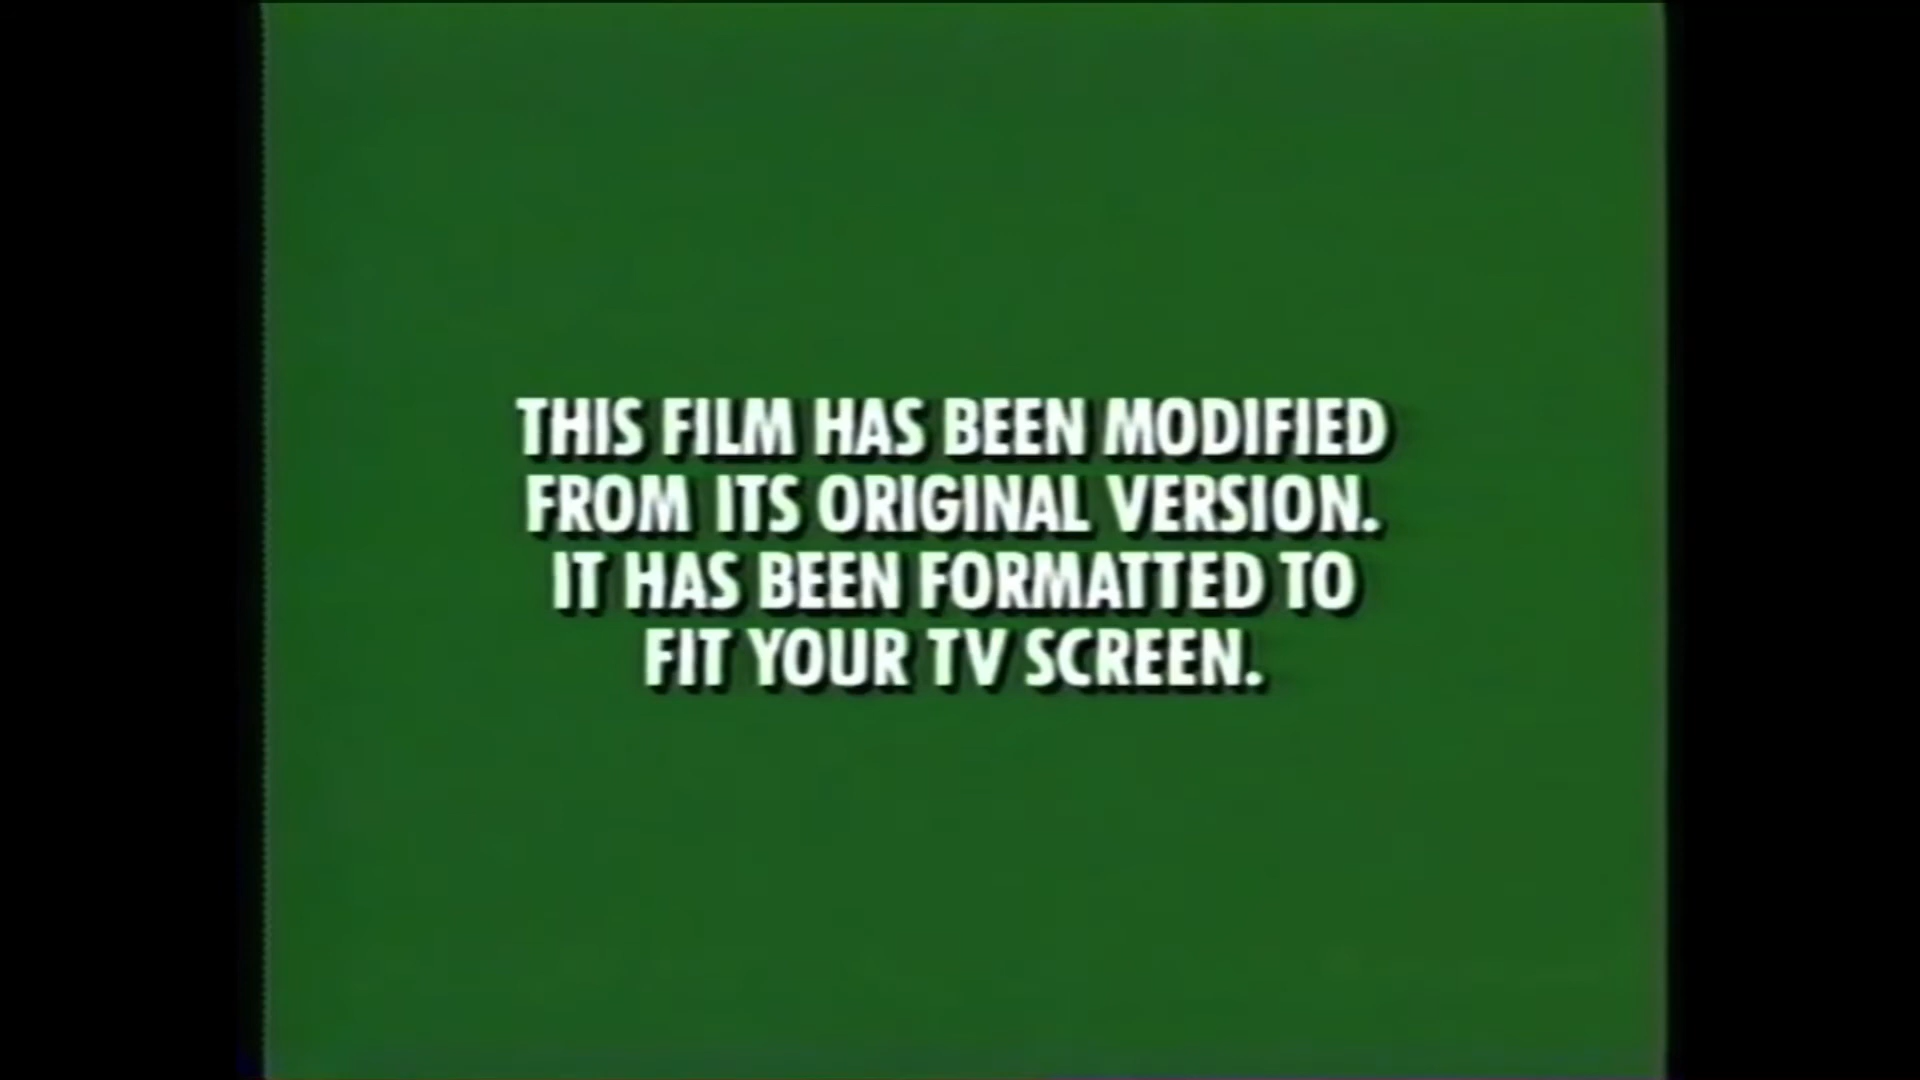 THIS FILM HAS BEEN MODIFIED
FROM ITS ORIGINAL VERSION.
IT HAS BEEN FORMATTED TO
FIT YOUR TV SCREEN.